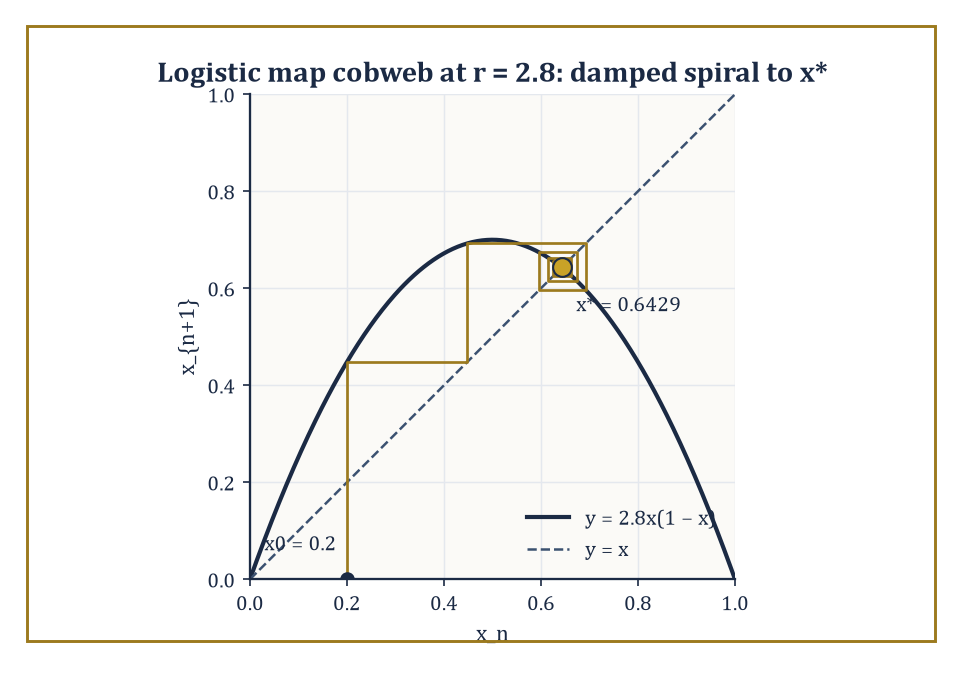 Logistic map cobweb at r = 2.8: damped spiral to x*
1.0
0.8
0.6
0.4
0.2
0.0
x_{n+1}
x* = 0.6429
x0 = 0.2
y = 2.8x(1 − x)
y = x
0.0 0.2 0.4 0.6 0.8 1.0
x_n